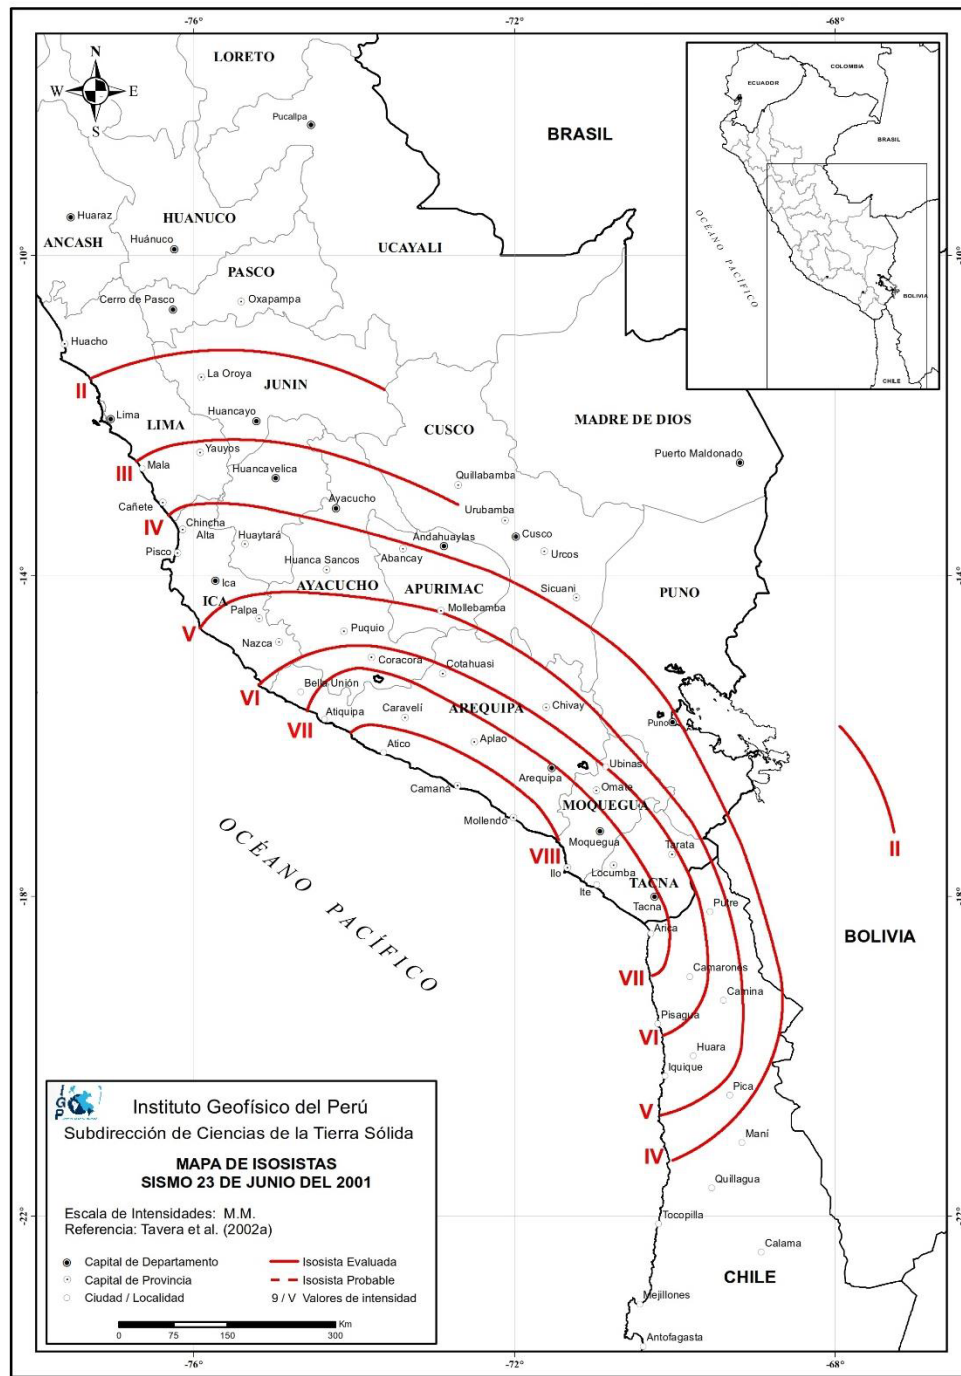 -76°
-72°
-68°
N
W
E
S
LORETO
Pucallpa
BRASIL
COLOMBIA
ECUADOR
BRASIL
OCÉANO PACÍFICO
BOLIVIA
CHILE
Huaraz
HUANUCO
ANCASH
Huánuco
UCAYALI
-10°
-10°
PASCO
Cerro de Pasco
Oxapampa
Huacho
II
La Oroya
JUNIN
Lima
LIMA
Huancayo
CUSCO
MADRE DE DIOS
III
Mala
Yauyos
Huancavelica
Quillabamba
Puerto Maldonado
Cañete
IV
Chincha
Alta
Ayacucho
Urubamba
Pisco
Huaytará
Andahuaylas
Cusco
Abancay
Urcos
Huanca Sancos
-14°
-14°
Ica
ICA
AYACUCHO
APURIMAC
Sicuani
PUNO
Palpa
Mollebamba
V
Nazca
Puquio
Coracora
Cotahuasi
VI
Bella Unión
VII
Atiquipa
Caravelí
AREQUIPA
Chivay
Puno
Atico
Aplao
Ubinas
Camaná
Arequipa
Omate
MOQUEGUA
Mollendo
Moquegua
II
VIII
Ilo
Tarata
Locumba
Ite
TACNA
Tacna
-18°
-18°
OCÉANO PACÍFICO
Putre
Arica
BOLIVIA
VII
Camarones
Camina
Pisagua
VI
Huara
Iquique
Pica
V
Maní
IV
Quillagua
Tocopilla
-22°
-22°
Calama
CHILE
Mejillones
Antofagasta
IGP
Instituto Geofísico del Perú
Subdirección de Ciencias de la Tierra Sólida
MAPA DE ISOSISTAS
SISMO 23 DE JUNIO DEL 2001
Escala de Intensidades: M.M.
Referencia: Tavera et al. (2002a)
Capital de Departamento
Isosista Evaluada
Capital de Provincia
Isosista Probable
Ciudad / Localidad
9 / V Valores de intensidad
Km
0 75 150 300
-76°
-72°
-68°